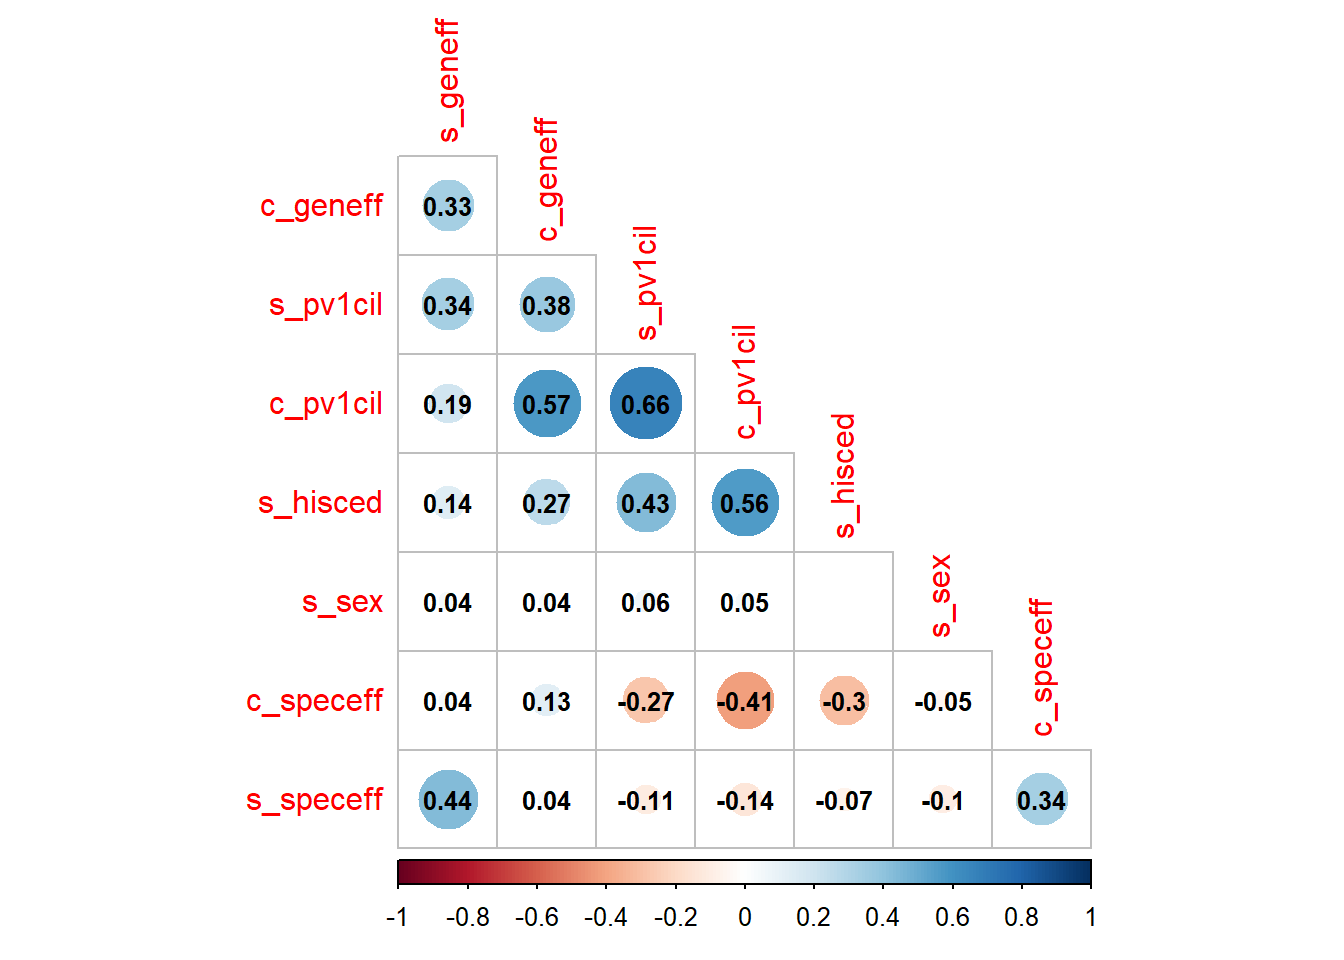 s_geneff
c_geneff
s_pv1cil
c_pv1cil
s_hisced
s_sex
c_speceff
c_geneff 0.33
s_pv1cil 0.34 0.38
c_pv1cil 0.19 0.57 0.66
s_hisced 0.14 0.27 0.43 0.56
s_sex 0.04 0.04 0.06 0.05
c_speceff 0.04 0.13 -0.27 -0.41 -0.3 -0.05
s_speceff 0.44 0.04 -0.11 -0.14 -0.07 -0.1 0.34
-1 -0.8 -0.6 -0.4 -0.2 0 0.2 0.4 0.6 0.8 1